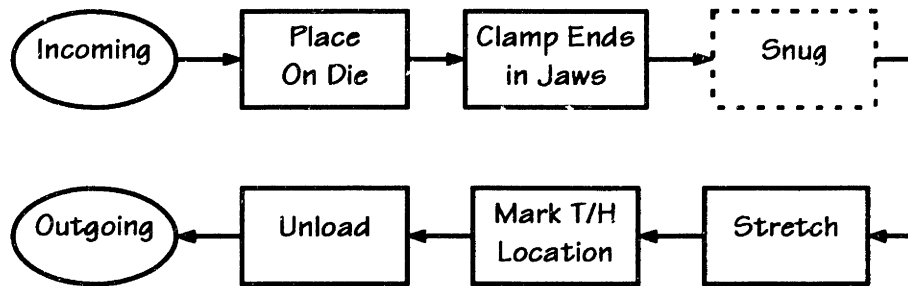 Incoming
Place
On Die
Clamp Ends
in Jaws
Snug
Outgoing
Unload
Mark T/H
Location
Stretch